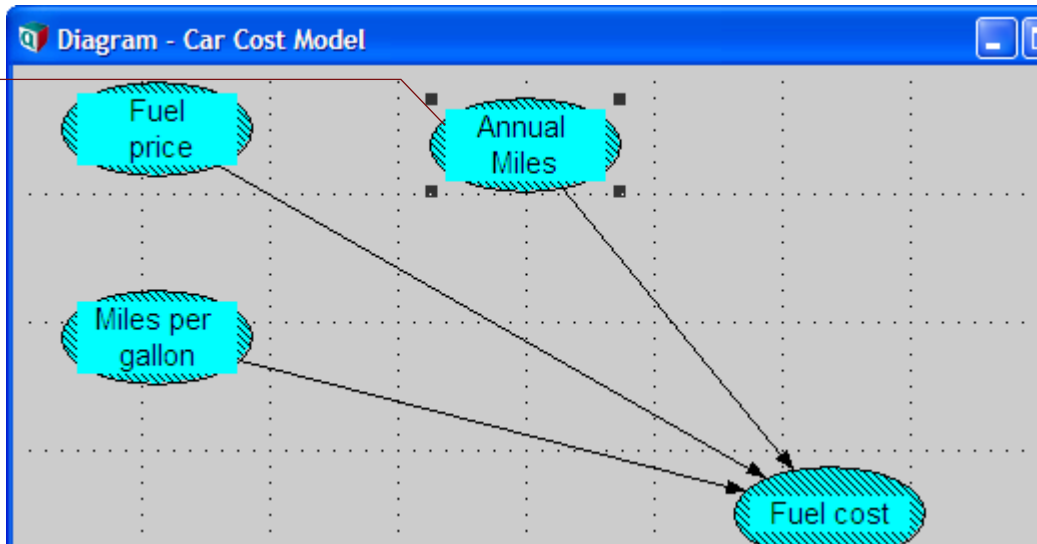 Diagram - Car Cost Model
Fuel
price
Annual
Miles
Miles per
gallon
Fuel cost